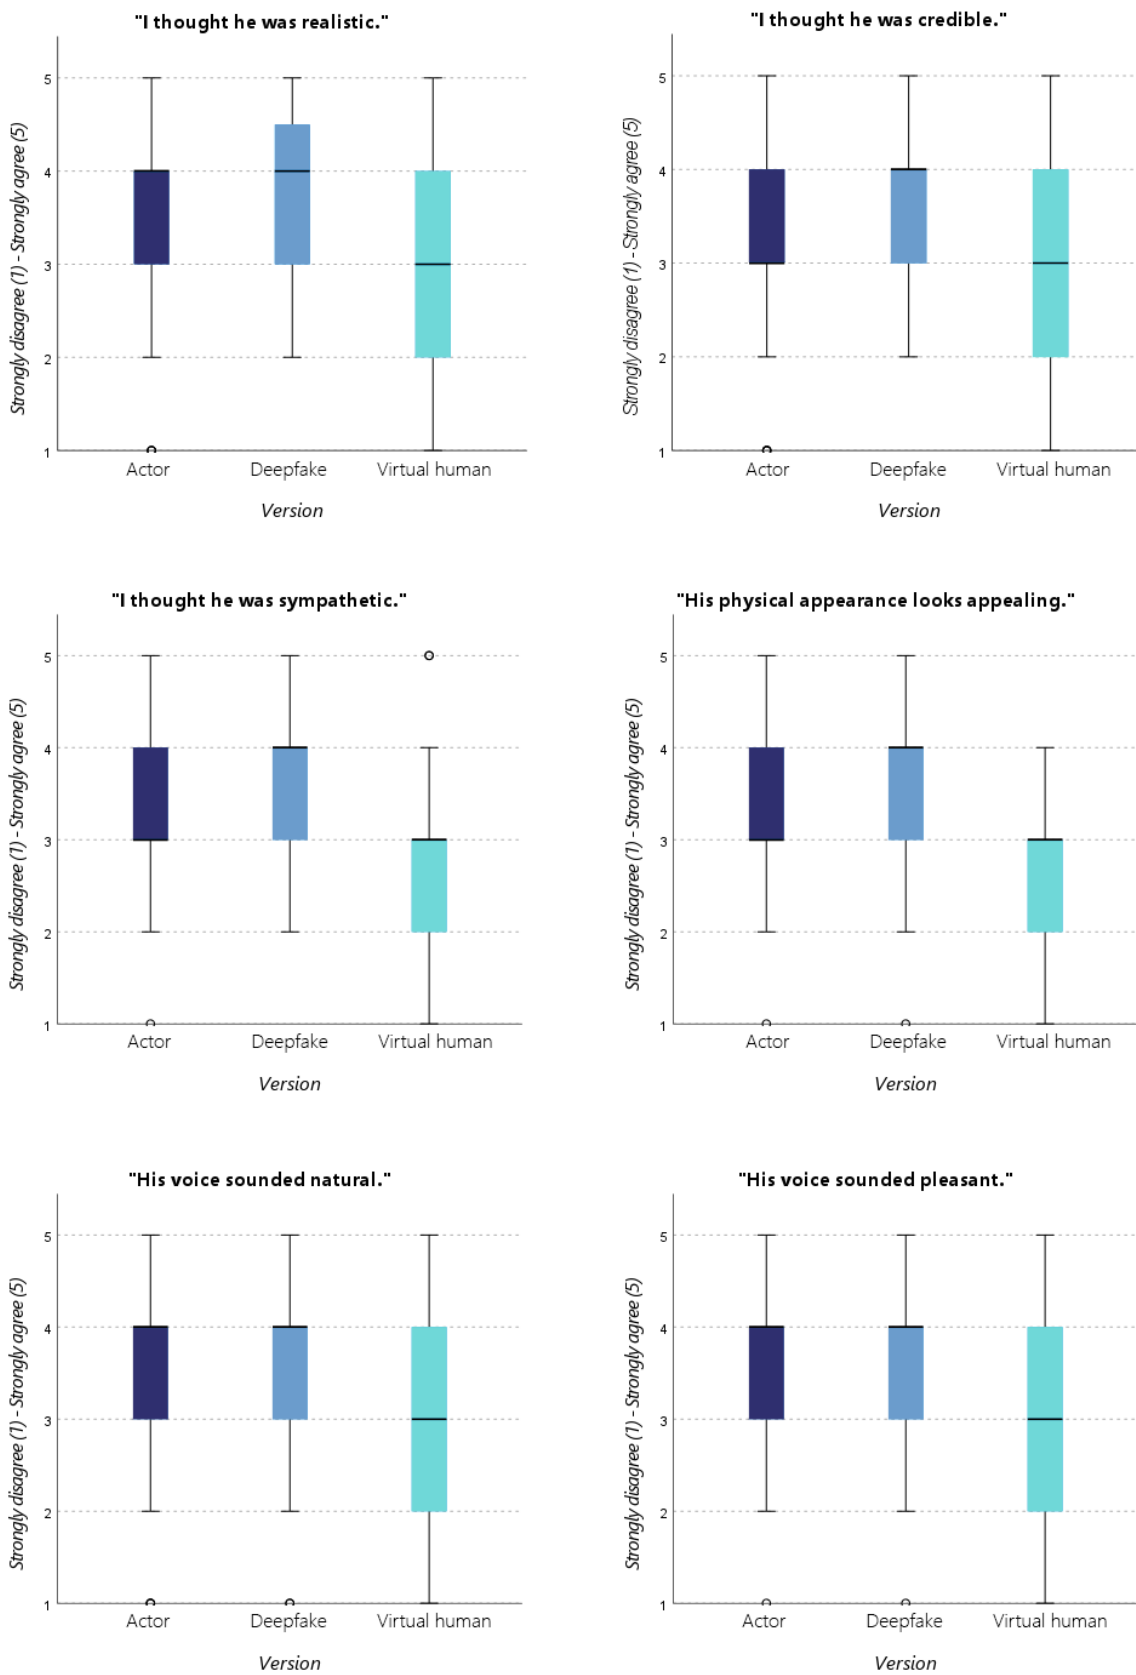 "I thought he was realistic."
Strongly disagree (1) - Strongly agree (5)
5
4
3
2
1
Actor
Deepfake
Virtual human
Version
"I thought he was credible."
Strongly disagree (1) - Strongly agree (5)
5
4
3
2
1
Actor
Deepfake
Virtual human
Version
"I thought he was sympathetic."
Strongly disagree (1) - Strongly agree (5)
5
4
3
2
1
Actor
Deepfake
Virtual human
Version
"His physical appearance looks appealing."
Strongly disagree (1) - Strongly agree (5)
5
4
3
2
1
Actor
Deepfake
Virtual human
Version
"His voice sounded natural."
Strongly disagree (1) - Strongly agree (5)
5
4
3
2
1
Actor
Deepfake
Virtual human
Version
"His voice sounded pleasant."
Strongly disagree (1) - Strongly agree (5)
5
4
3
2
1
Actor
Deepfake
Virtual human
Version